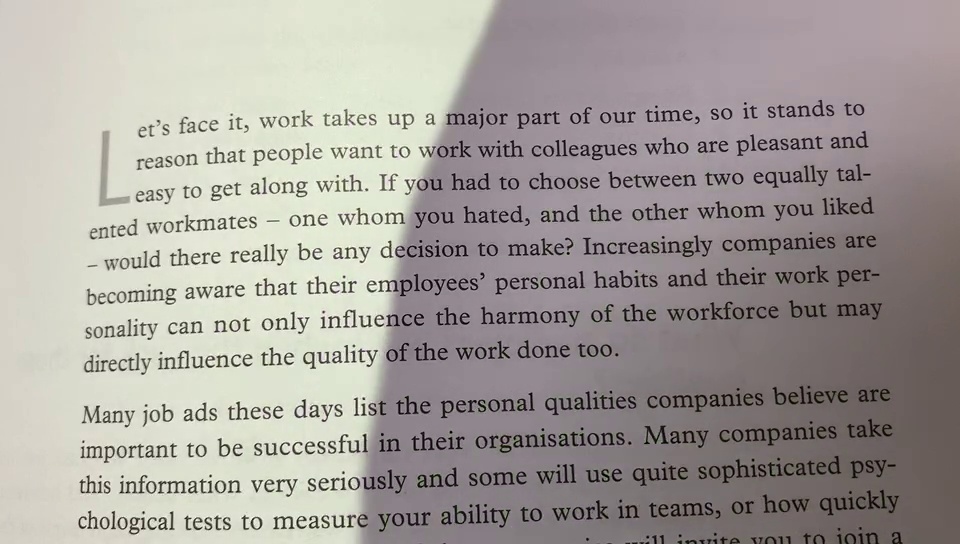 Let's face it, work takes up a major part of our time, so it stands to
reason that people want to work with colleagues who are pleasant and
easy to get along with. If you had to choose between two equally tal-
ented workmates – one whom you hated, and the other whom you liked
– would there really be any decision to make? Increasingly companies are
becoming aware that their employees' personal habits and their work per-
sonality can not only influence the harmony of the workforce but may
directly influence the quality of the work done too.
Many job ads these days list the personal qualities companies believe are
important to be successful in their organisations. Many companies take
this information very seriously and some will use quite sophisticated psy-
chological tests to measure your ability to work in teams, or how quickly
will invite you to join a